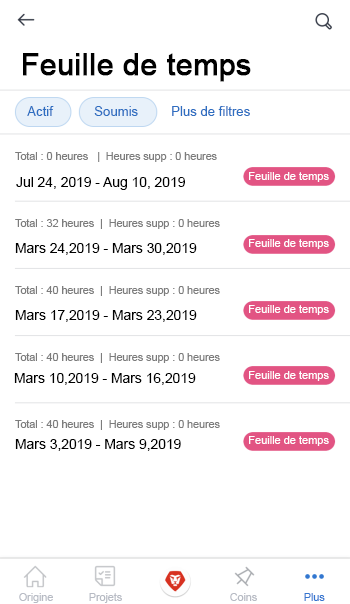 Feuille de temps
Actif Soumis Plus de filtres
Total : 0 heures | Heures supp : 0 heures
Jul 24, 2019 - Aug 10, 2019 Feuille de temps
Total : 32 heures | Heures supp : 0 heures
Mars 24,2019 - Mars 30,2019 Feuille de temps
Total : 40 heures | Heures supp : 0 heures
Mars 17,2019 - Mars 23,2019 Feuille de temps
Total : 40 heures | Heures supp : 0 heures
Mars 10,2019 - Mars 16,2019 Feuille de temps
Total : 40 heures | Heures supp : 0 heures
Mars 3,2019 - Mars 9,2019 Feuille de temps
Origine Projets Coins Plus